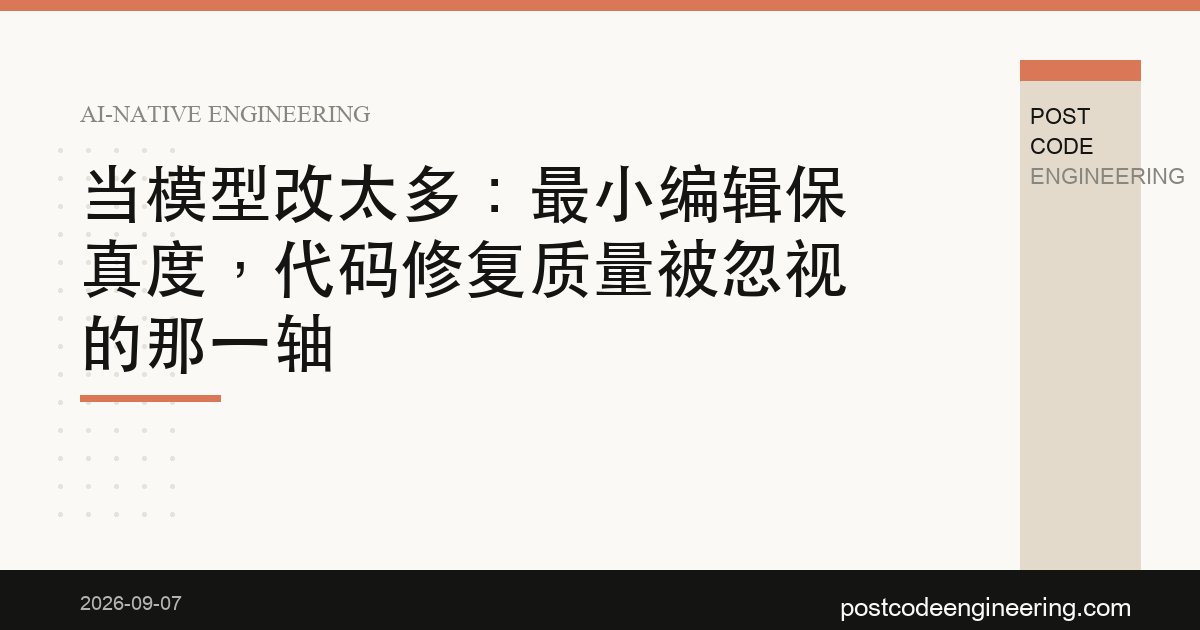 AI-NATIVE ENGINEERING
当模型改太多：最小编辑保
真度，代码修复质量被忽视
的那一轴
POST
CODE
ENGINEERING
2026-09-07
postcodeengineering.com